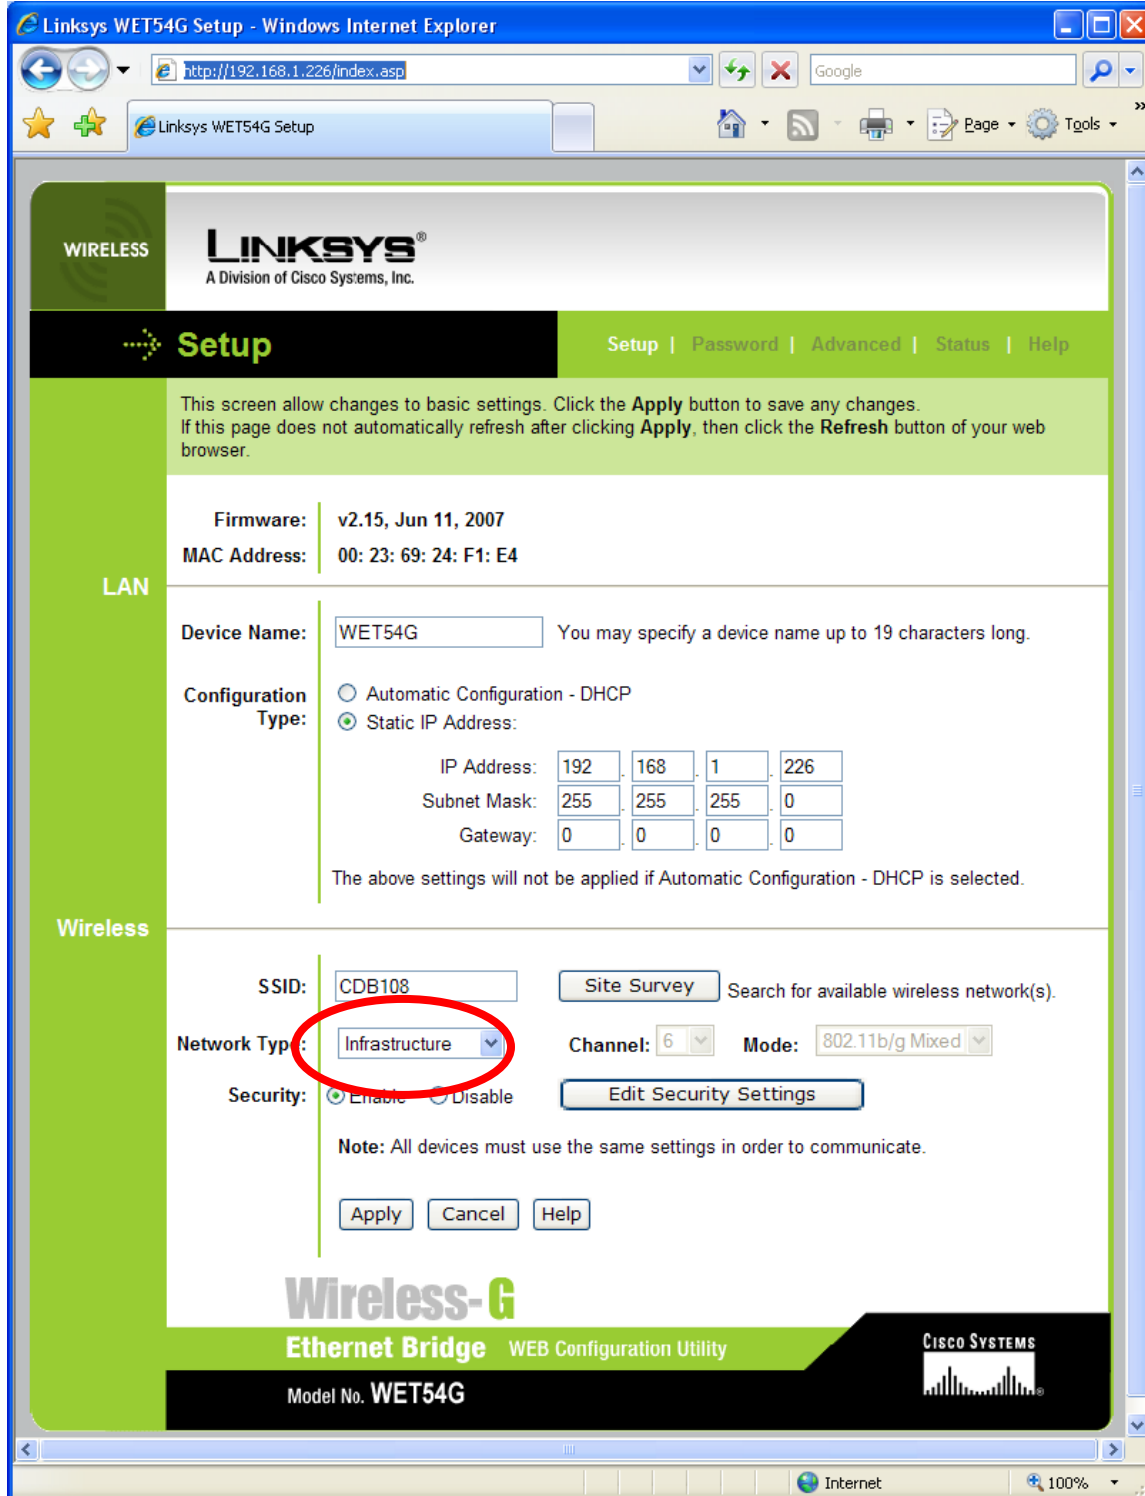 Linksys WET54G Setup - Windows Internet Explorer
http://192.168.1.226/index.asp
Google
Linksys WET54G Setup
Page
Tools
WIRELESS
LINKSYS®
A Division of Cisco Systems, Inc.
Setup
Setup | Password | Advanced | Status | Help
This screen allow changes to basic settings. Click the Apply button to save any changes.
If this page does not automatically refresh after clicking Apply, then click the Refresh button of your web
browser.
Firmware: v2.15, Jun 11, 2007
MAC Address: 00: 23: 69: 24: F1: E4
LAN
Device Name: WET54G You may specify a device name up to 19 characters long.
Configuration
Type:
Automatic Configuration - DHCP
Static IP Address:
IP Address: 192 . 168 . 1 . 226
Subnet Mask: 255 . 255 . 255 . 0
Gateway: 0 . 0 . 0 . 0
The above settings will not be applied if Automatic Configuration - DHCP is selected.
Wireless
SSID: CDB108 Site Survey Search for available wireless network(s).
Network Type: Infrastructure Channel: 6 Mode: 802.11b/g Mixed
Security: Enable Disable Edit Security Settings
Note: All devices must use the same settings in order to communicate.
Apply Cancel Help
Wireless-G
Ethernet Bridge WEB Configuration Utility
CISCO SYSTEMS
®
Model No. WET54G
Internet 100%